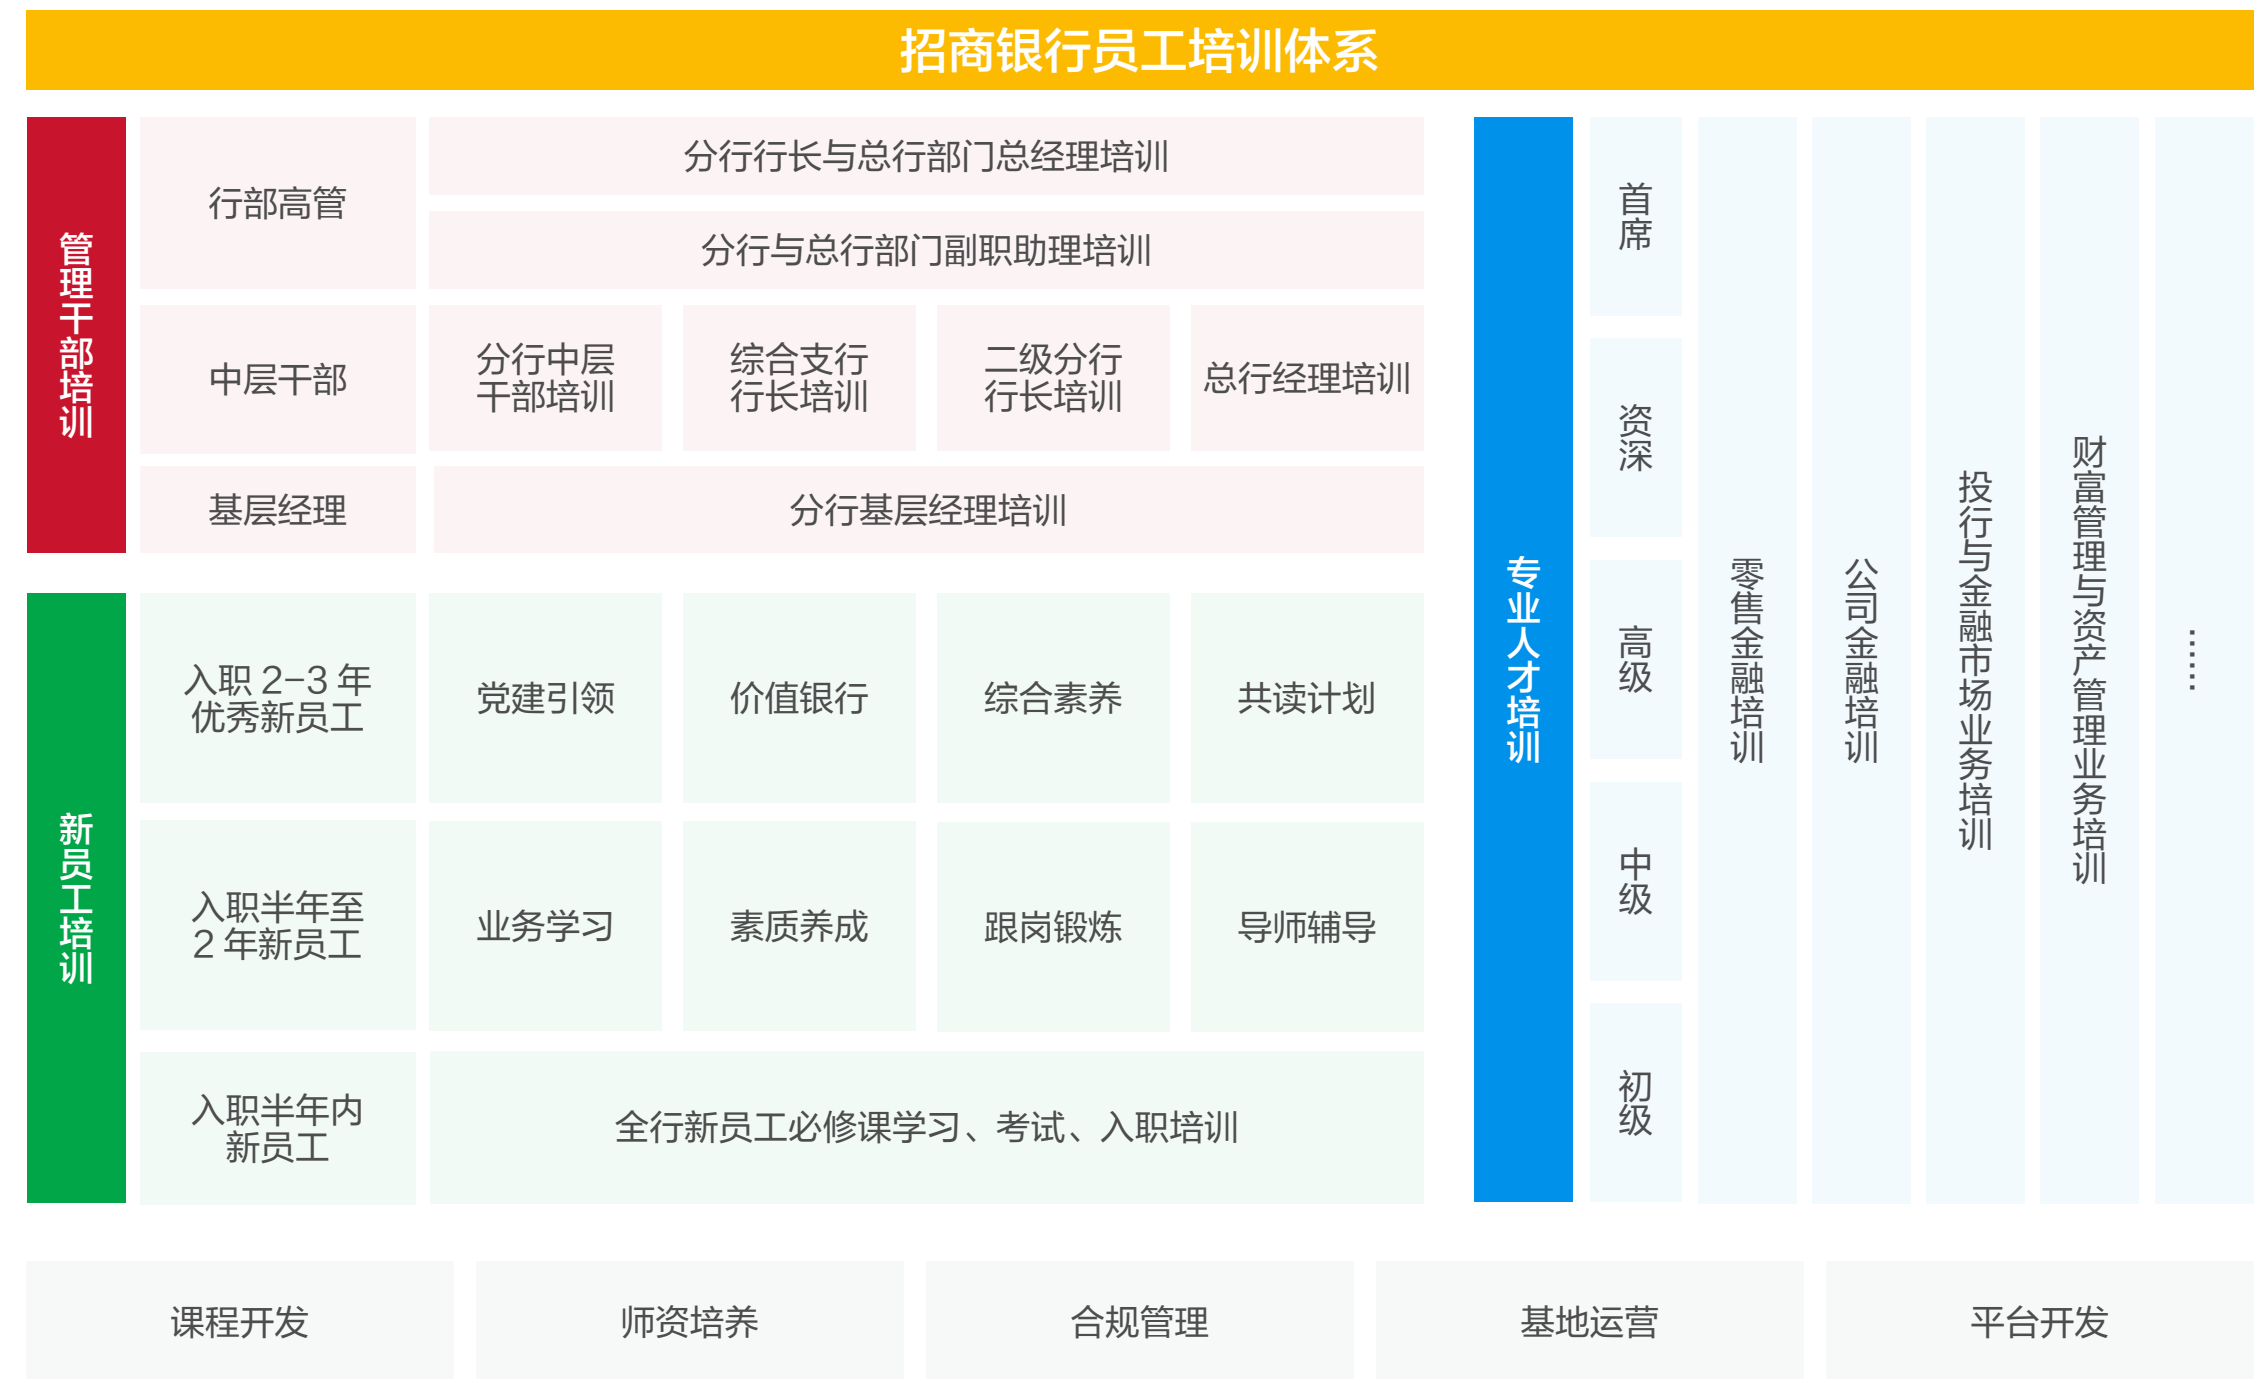 招商银行员工培训体系
管理干部培训
行部高管
分行行长与总行部门总经理培训
分行与总行部门副职助理培训
中层干部
分行中层
干部培训
综合支行
行长培训
二级分行
行长培训
总行经理培训
基层经理
分行基层经理培训
新员工培训
入职 2-3 年
优秀新员工
党建引领
价值银行
综合素养
共读计划
入职半年至
2 年新员工
业务学习
素质养成
跟岗锻炼
导师辅导
入职半年内
新员工
全行新员工必修课学习、考试、入职培训
专业人才培训
首席
资深
高级
中级
初级
零售金融培训
公司金融培训
投行与金融市场业务培训
财富管理与资产管理业务培训
……
课程开发
师资培养
合规管理
基地运营
平台开发